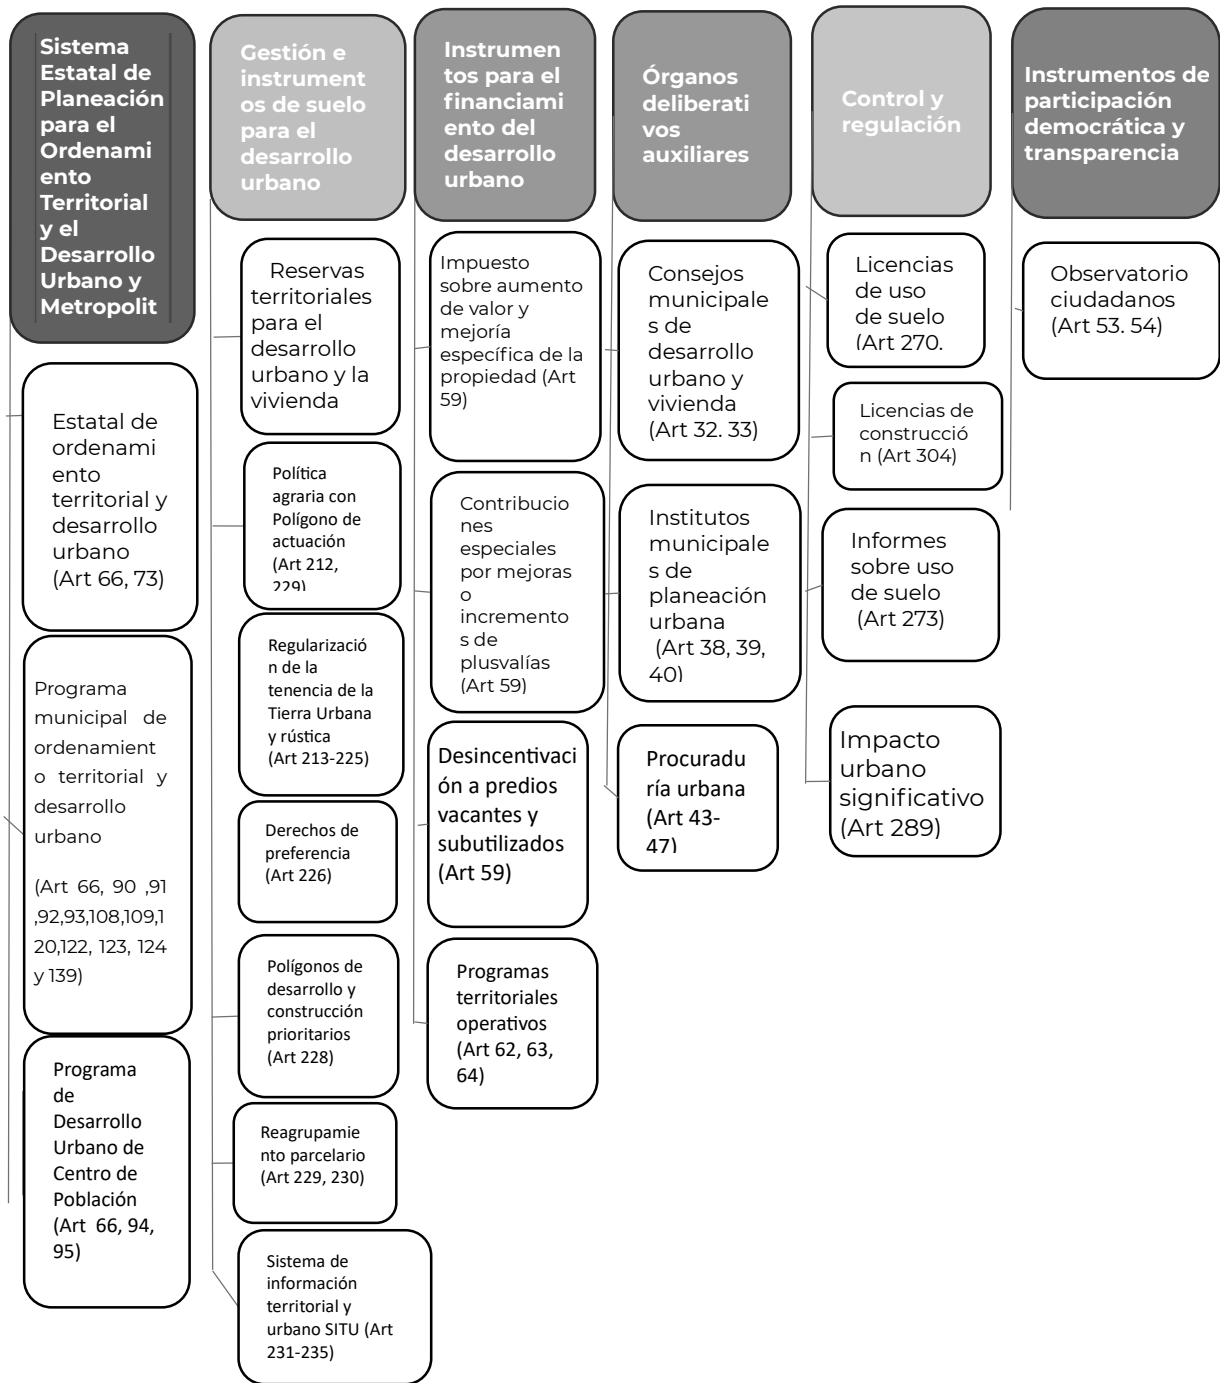 Sistema
Estatal de
Planeación
para el
Ordenami
ento
Territorial
y el
Desarrollo
Urbano y
Metropolit
Estatal de
ordenami
ento
territorial y
desarrollo
urbano
(Art 66, 73)
Programa
municipal de
ordenamient
o territorial y
desarrollo
urbano
(Art 66, 90 ,91
,92,93,108,109,1
20,122, 123, 124
y 139)
Programa
de
Desarrollo
Urbano de
Centro de
Población
(Art 66, 94,
95)
Gestión e
instrument
os de suelo
para el
desarrollo
urbano
Reservas
territoriales
para el
desarrollo
urbano y la
vivienda
Política
agraria con
Polígono de
actuación
(Art 212,
229)
Regularizació
n de la
tenencia de la
Tierra Urbana
y rústica
(Art 213-225)
Derechos de
preferencia
(Art 226)
Polígonos de
desarrollo y
construcción
prioritarios
(Art 228)
Reagrupamie
nto parcelario
(Art 229, 230)
Sistema de
información
territorial y
urbano SITU (Art
231-235)
Instrumen
tos para el
financiami
ento del
desarrollo
urbano
Impuesto
sobre aumento
de valor y
mejoría
específica de la
propiedad (Art
59)
Contribucio
nes
especiales
por mejoras
o
incremento
s de
plusvalías
(Art 59)
Desincentivaci
ón a predios
vacantes y
subutilizados
(Art 59)
Programas
territoriales
operativos
(Art 62, 63,
64)
Órganos
deliberati
vos
auxiliares
Consejos
municipale
s de
desarrollo
urbano y
vivienda
(Art 32. 33)
Institutos
municipale
s de
planeación
urbana
(Art 38, 39,
40)
Procuradu
ría urbana
(Art 43-
47)
Control y
regulación
Licencias
de uso
de suelo
(Art 270.
Licencias de
construcció
n (Art 304)
Informes
sobre uso
de suelo
(Art 273)
Impacto
urbano
significativo
(Art 289)
Instrumentos de
participación
democrática y
transparencia
Observatorio
ciudadanos
(Art 53. 54)